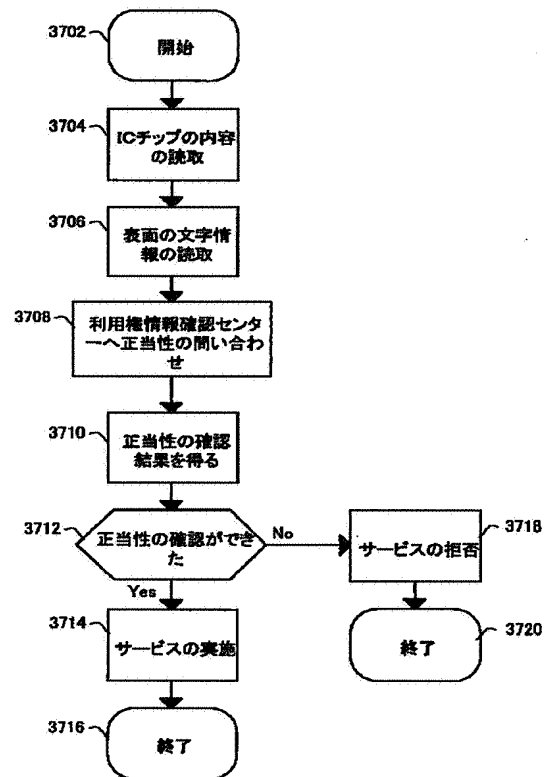 3702
開始
3704
ICチップの内容
の読取
3706
表面の文字情
報の読取
3708
利用権情報確認センタ
ーへ正当性の問い合わ
せ
3710
正当性の確認
結果を得る
3712
正当性の確認ができ
た
No
3718
サービスの拒否
Yes
3714
サービスの実施
3720
終了
3716
終了